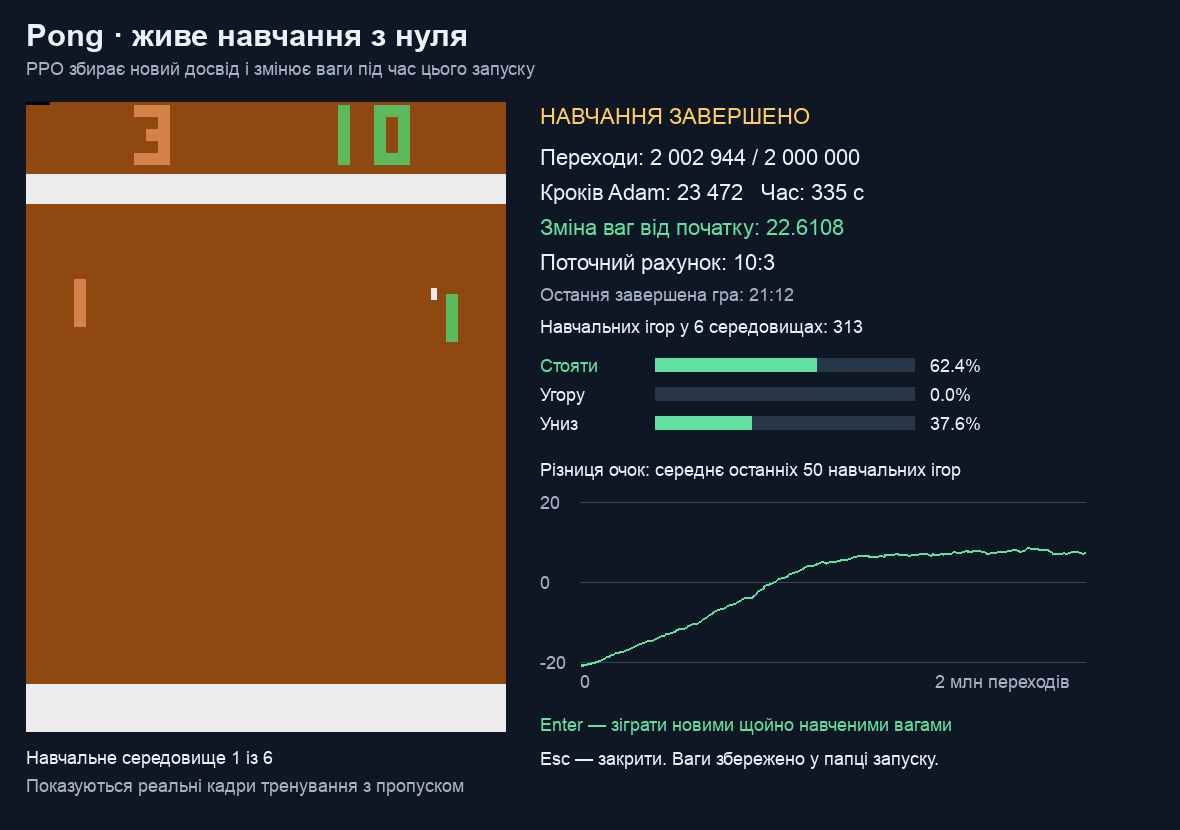 Pong · живе навчання з нуля
PPO збирає новий досвід і змінює ваги під час цього запуску
3 10
НАВЧАННЯ ЗАВЕРШЕНО
Переходи: 2 002 944 / 2 000 000
Кроків Adam: 23 472 Час: 335 с
Зміна ваг від початку: 22.6108
Поточний рахунок: 10:3
Остання завершена гра: 21:12
Навчальних ігор у 6 середовищах: 313
Стояти 62.4%
Угору 0.0%
Униз 37.6%
Різниця очок: середнє останніх 50 навчальних ігор
20
0
-20
0 2 млн переходів
Enter — зіграти новими щойно навченими вагами
Esc — закрити. Ваги збережено у папці запуску.
Навчальне середовище 1 із 6
Показуються реальні кадри тренування з пропуском